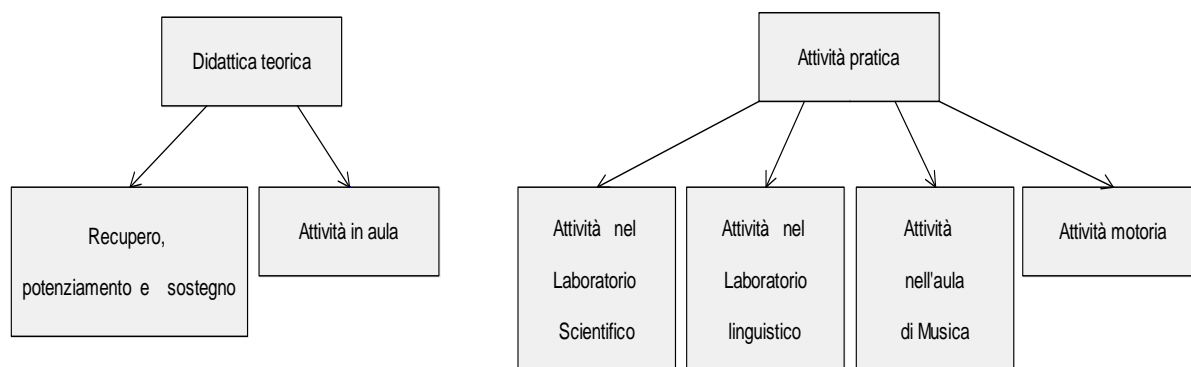 Didattica teorica
Attività pratica
Recupero,
potenziamento e sostegno
Attività in aula
Attività nel
Laboratorio
Scientifico
Attività nel
Laboratorio
linguistico
Attività
nell'aula
di Musica
Attività motoria